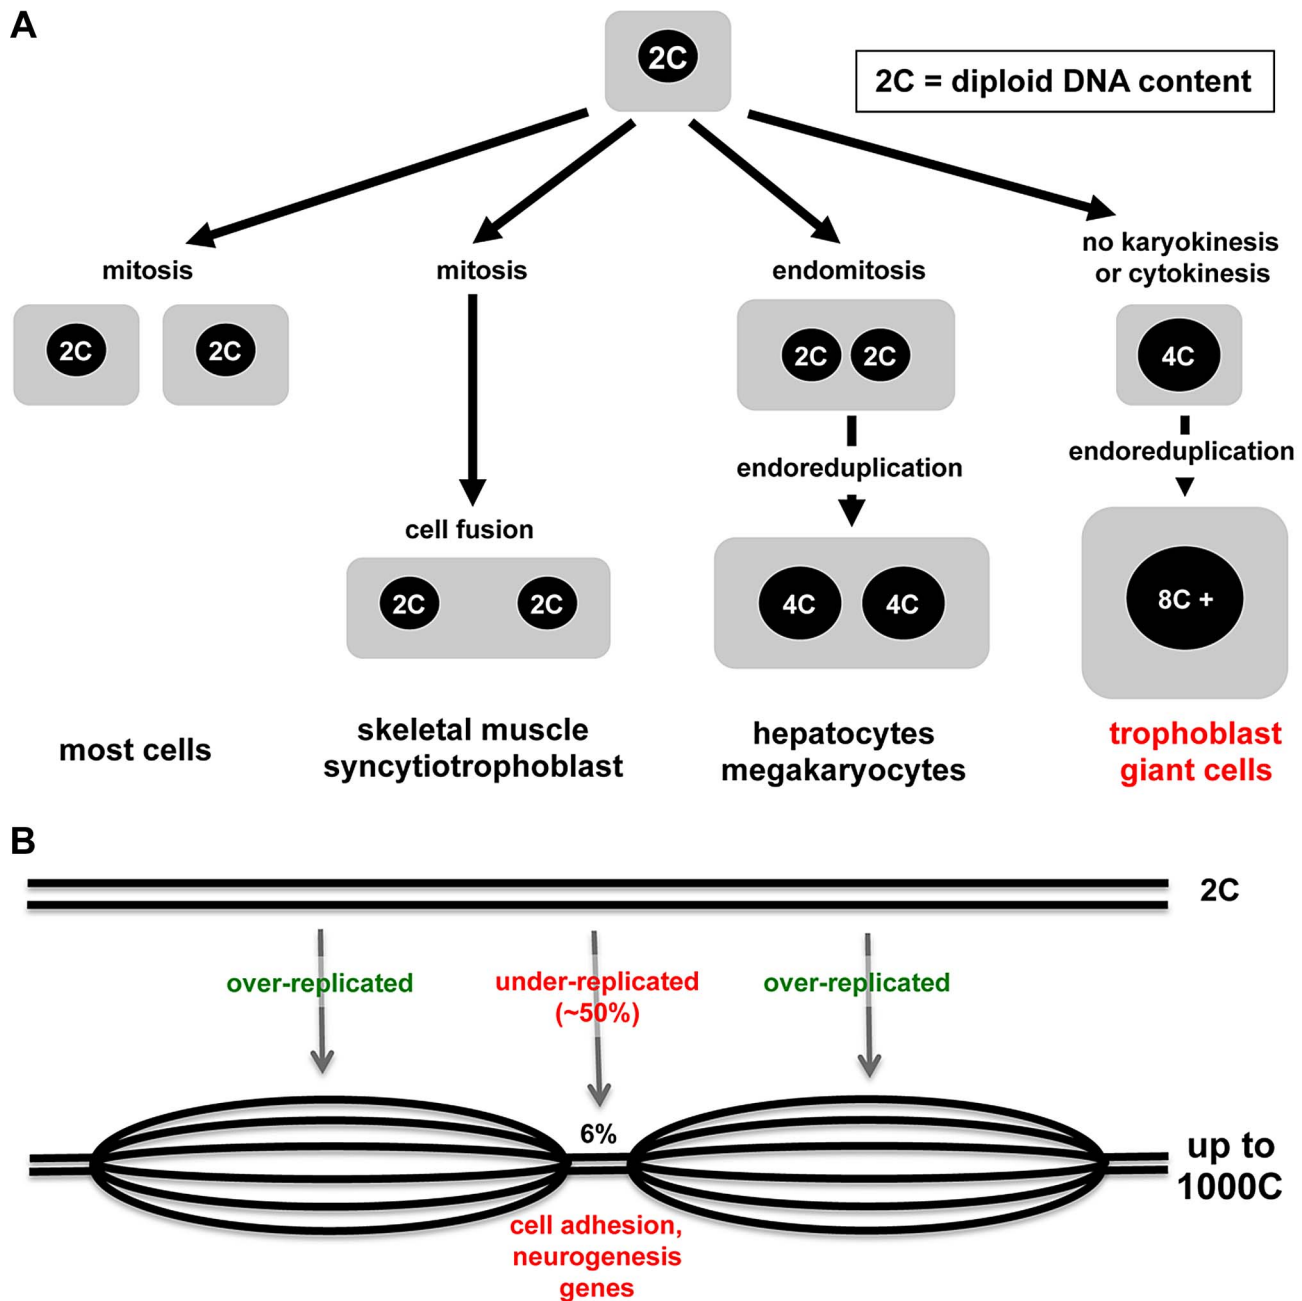 A
2C
2C = diploid DNA content
mitosis
mitosis
endomitosis
no karyokinesis
or cytokinesis
2C
2C
2C
2C
4C
endoreduplication
endoreduplication
cell fusion
2C
2C
4C
4C
8C +
most cells
skeletal muscle
syncytiotrophoblast
hepatocytes
megakaryocytes
trophoblast
giant cells
B
2C
over-replicated
under-replicated
(~50%)
over-replicated
6%
up to
1000C
cell adhesion,
neurogenesis
genes